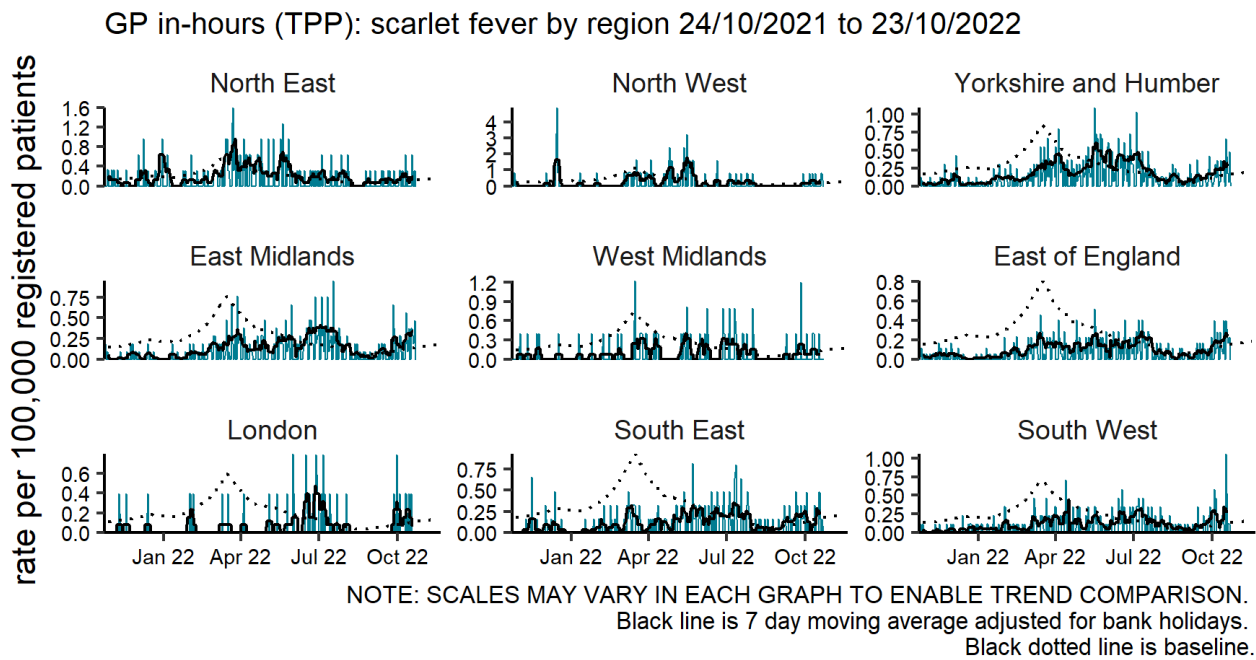 GP in-hours (TPP): scarlet fever by region 24/10/2021 to 23/10/2022
rate per 100,000 registered patients
North East
1.6
1.2
0.8
0.4
0.0
North West
4
3
2
1
0
Yorkshire and Humber
1.00
0.75
0.50
0.25
0.00
East Midlands
0.75
0.50
0.25
0.00
West Midlands
1.2
0.9
0.6
0.3
0.0
East of England
0.8
0.6
0.4
0.2
0.0
London
0.6
0.4
0.2
0.0
South East
0.75
0.50
0.25
0.00
South West
1.00
0.75
0.50
0.25
0.00
Jan 22 Apr 22 Jul 22 Oct 22
Jan 22 Apr 22 Jul 22 Oct 22
Jan 22 Apr 22 Jul 22 Oct 22
NOTE: SCALES MAY VARY IN EACH GRAPH TO ENABLE TREND COMPARISON.
Black line is 7 day moving average adjusted for bank holidays.
Black dotted line is baseline.